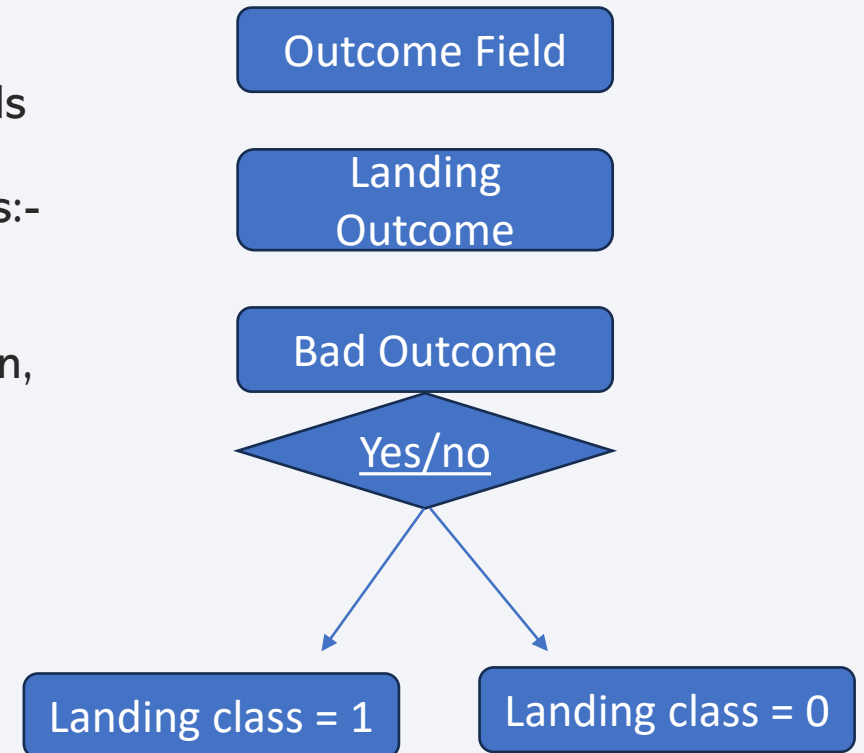 Outcome Field
ls
Landing
Outcome
s:-
Bad Outcome
n,
Yes/no
Landing class = 1
Landing class = 0